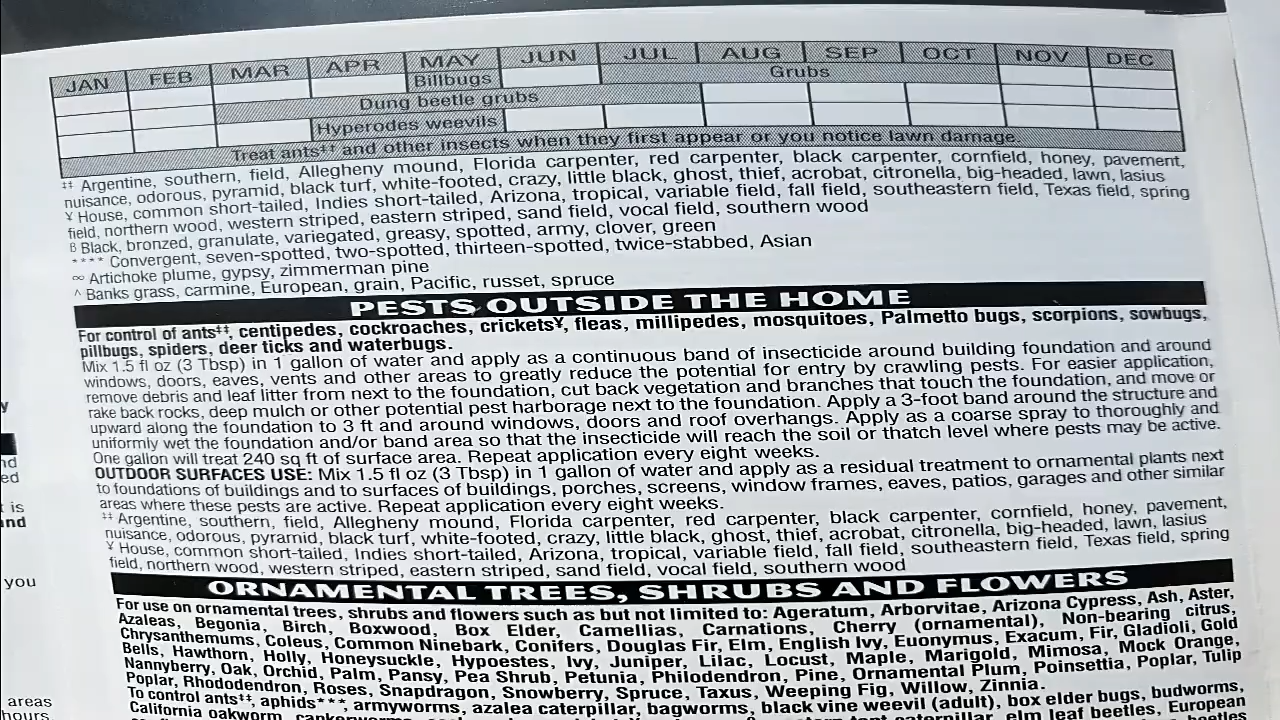 JAN FEB MAR APR MAY JUN JUL AUG SEP OCT NOV DEC
Billbugs Grubs
Dung beetle grubs
Hyperodes weevils
Treat ants‡‡ and other insects when they first appear or you notice lawn damage.
‡‡ Argentine, southern, field, Allegheny mound, Florida carpenter, red carpenter, black carpenter, cornfield, honey, pavement,
nuisance, odorous, pyramid, black turf, white-footed, crazy, little black, ghost, thief, acrobat, citronella, big-headed, lawn, lasius
¥ House, common short-tailed, Indies short-tailed, Arizona, tropical, variable field, fall field, southeastern field, Texas field, spring
field, northern wood, western striped, eastern striped, sand field, vocal field, southern wood
β Black, bronzed, granulate, variegated, greasy, spotted, army, clover, green
**** Convergent, seven-spotted, two-spotted, thirteen-spotted, twice-stabbed, Asian
∞ Artichoke plume, gypsy, zimmerman pine
^ Banks grass, carmine, European, grain, Pacific, russet, spruce
PESTS OUTSIDE THE HOME
For control of ants‡‡, centipedes, cockroaches, crickets¥, fleas, millipedes, mosquitoes, Palmetto bugs, scorpions, sowbugs,
pillbugs, spiders, deer ticks and waterbugs.
Mix 1.5 fl oz (3 Tbsp) in 1 gallon of water and apply as a continuous band of insecticide around building foundation and around
windows, doors, eaves, vents and other areas to greatly reduce the potential for entry by crawling pests. For easier application,
remove debris and leaf litter from next to the foundation, cut back vegetation and branches that touch the foundation, and move or
rake back rocks, deep mulch or other potential pest harborage next to the foundation. Apply a 3-foot band around the structure and
upward along the foundation to 3 ft and around windows, doors and roof overhangs. Apply as a coarse spray to thoroughly and
uniformly wet the foundation and/or band area so that the insecticide will reach the soil or thatch level where pests may be active.
One gallon will treat 240 sq ft of surface area. Repeat application every eight weeks.
OUTDOOR SURFACES USE: Mix 1.5 fl oz (3 Tbsp) in 1 gallon of water and apply as a residual treatment to ornamental plants next
to foundations of buildings and to surfaces of buildings, porches, screens, window frames, eaves, patios, garages and other similar
areas where these pests are active. Repeat application every eight weeks.
‡‡ Argentine, southern, field, Allegheny mound, Florida carpenter, red carpenter, black carpenter, cornfield, honey, pavement,
nuisance, odorous, pyramid, black turf, white-footed, crazy, little black, ghost, thief, acrobat, citronella, big-headed, lawn, lasius
¥ House, common short-tailed, Indies short-tailed, Arizona, tropical, variable field, fall field, southeastern field, Texas field, spring
field, northern wood, western striped, eastern striped, sand field, vocal field, southern wood
ORNAMENTAL TREES, SHRUBS AND FLOWERS
For use on ornamental trees, shrubs and flowers such as but not limited to: Ageratum, Arborvitae, Arizona Cypress, Ash, Aster,
Azaleas, Begonia, Birch, Boxwood, Box Elder, Camellias, Carnations, Cherry (ornamental), Non-bearing citrus,
Chrysanthemums, Coleus, Common Ninebark, Conifers, Douglas Fir, Elm, English Ivy, Euonymus, Exacum, Fir, Gladioli, Gold
Bells, Hawthorn, Holly, Honeysuckle, Hypoestes, Ivy, Juniper, Lilac, Locust, Maple, Marigold, Mimosa, Mock Orange,
Nannyberry, Oak, Orchid, Palm, Pansy, Pea Shrub, Petunia, Philodendron, Pine, Ornamental Plum, Poinsettia, Poplar, Tulip
Poplar, Rhododendron, Roses, Snapdragon, Snowberry, Spruce, Taxus, Weeping Fig, Willow, Zinnia.
To control ants‡‡, aphids***, armyworms, azalea caterpillar, bagworms, black vine weevil (adult), box elder bugs, budworms,
California oakworm, cankerworms, caterpillar, elm leaf beetles, European
is
you
areas
hours